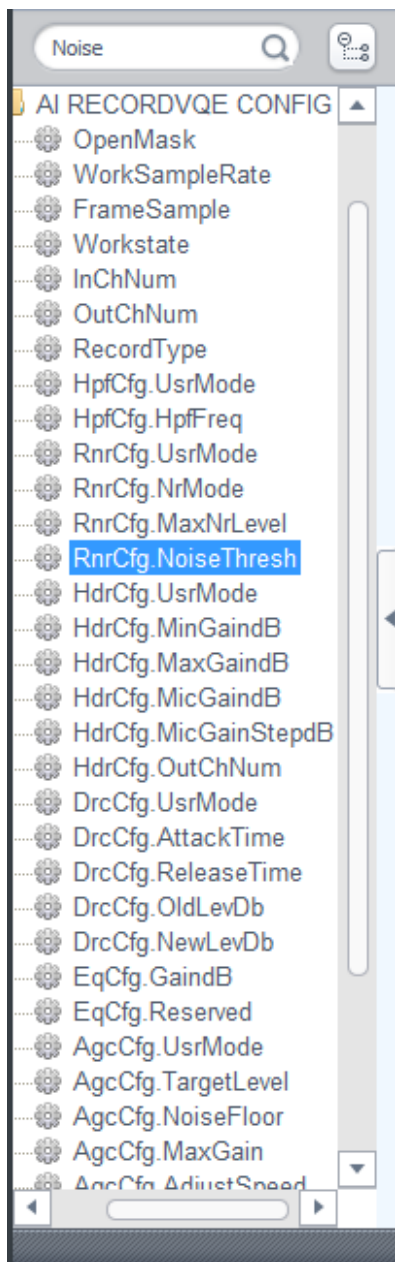 Noise
AI RECORDVQE CONFIG
OpenMask
WorkSampleRate
FrameSample
Workstate
InChNum
OutChNum
RecordType
HpfCfg.UsrMode
HpfCfg.HpfFreq
RnrCfg.UsrMode
RnrCfg.NrMode
RnrCfg.MaxNrLevel
RnrCfg.NoiseThresh
HdrCfg.UsrMode
HdrCfg.MinGaindB
HdrCfg.MaxGaindB
HdrCfg.MicGaindB
HdrCfg.MicGainStepdB
HdrCfg.OutChNum
DrcCfg.UsrMode
DrcCfg.AttackTime
DrcCfg.ReleaseTime
DrcCfg.OldLevDb
DrcCfg.NewLevDb
EqCfg.GaindB
EqCfg.Reserved
AgcCfg.UsrMode
AgcCfg.TargetLevel
AgcCfg.NoiseFloor
AgcCfg.MaxGain
AgcCfg.AdjustSpeed